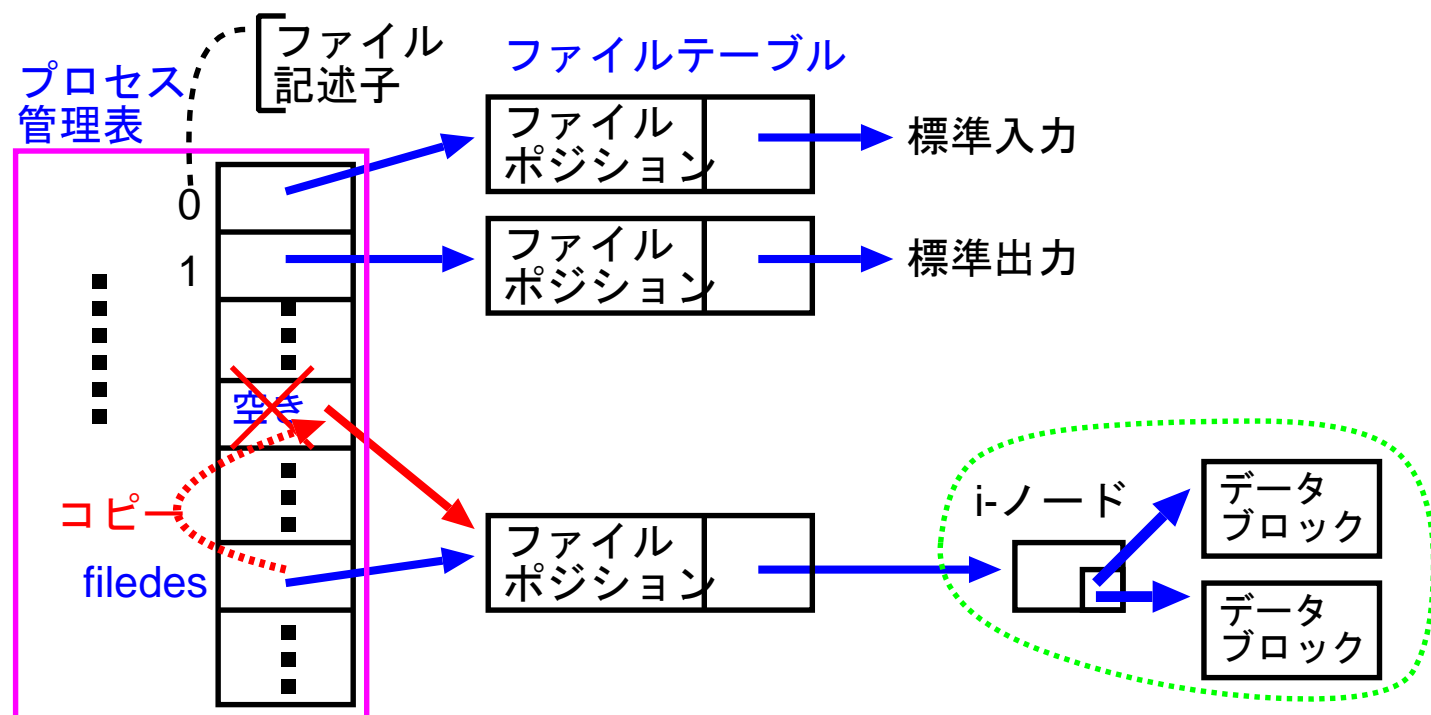 ファイル
記述子
ファイルテーブル
プロセス
管理表
ファイル
ポジション
標準入力
0
ファイル
ポジション
標準出力
1
空き
コピー
i-ノード
データ
ブロック
ファイル
ポジション
filedes
データ
ブロック